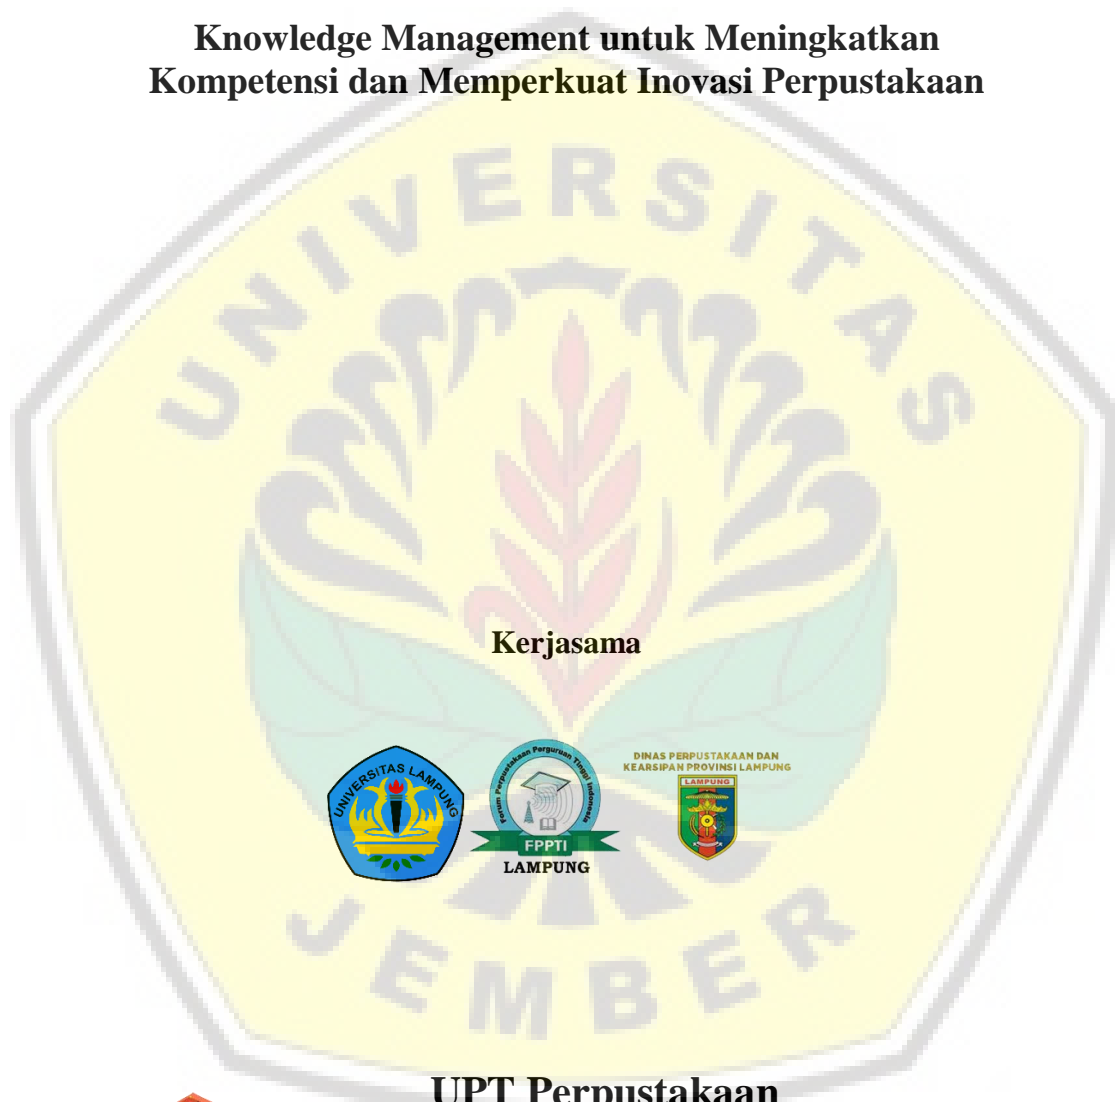 Knowledge Management untuk Meningkatkan
Kompetensi dan Memperkuat Inovasi Perpustakaan
UNIVERSITAS
Kerjasama
UNIVERSITAS LAMPUNG
Forum Perpustakaan Perguruan Tinggi Indonesia
FPPTI
LAMPUNG
DINAS PERPUSTAKAAN DAN
KEARSIPAN PROVINSI LAMPUNG
LAMPUNG
JEMBER
UPT Perpustakaan